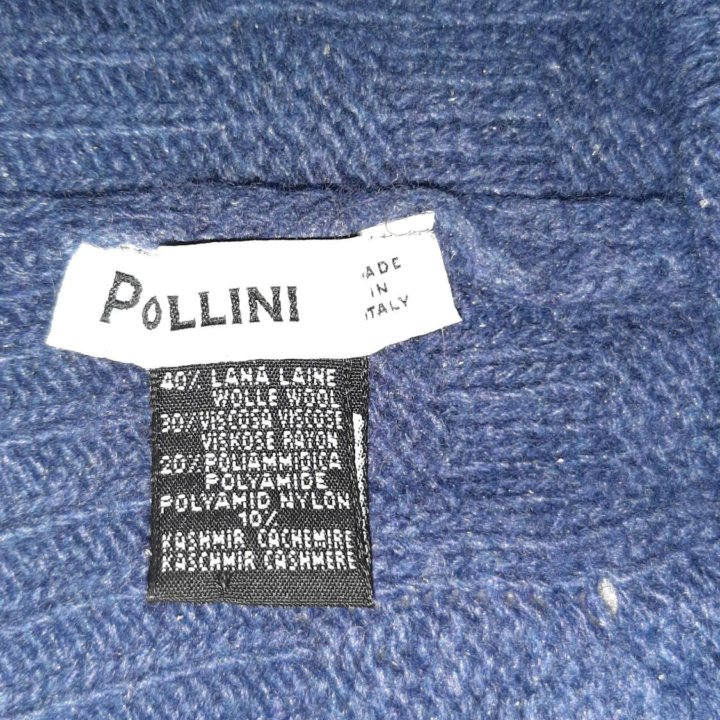 POLLINI
ADE
IN
ITALY
40% LANA LAINE
WOLLE WOOL
30% VISCOSA VISCOSE
VISKOSE RAYON
20% POLIAMMIDICA
POLYAMIDE
POLYAMID NYLON
10%
KASHMIR CACHEMIRE
KASCHMIR CASHMERE